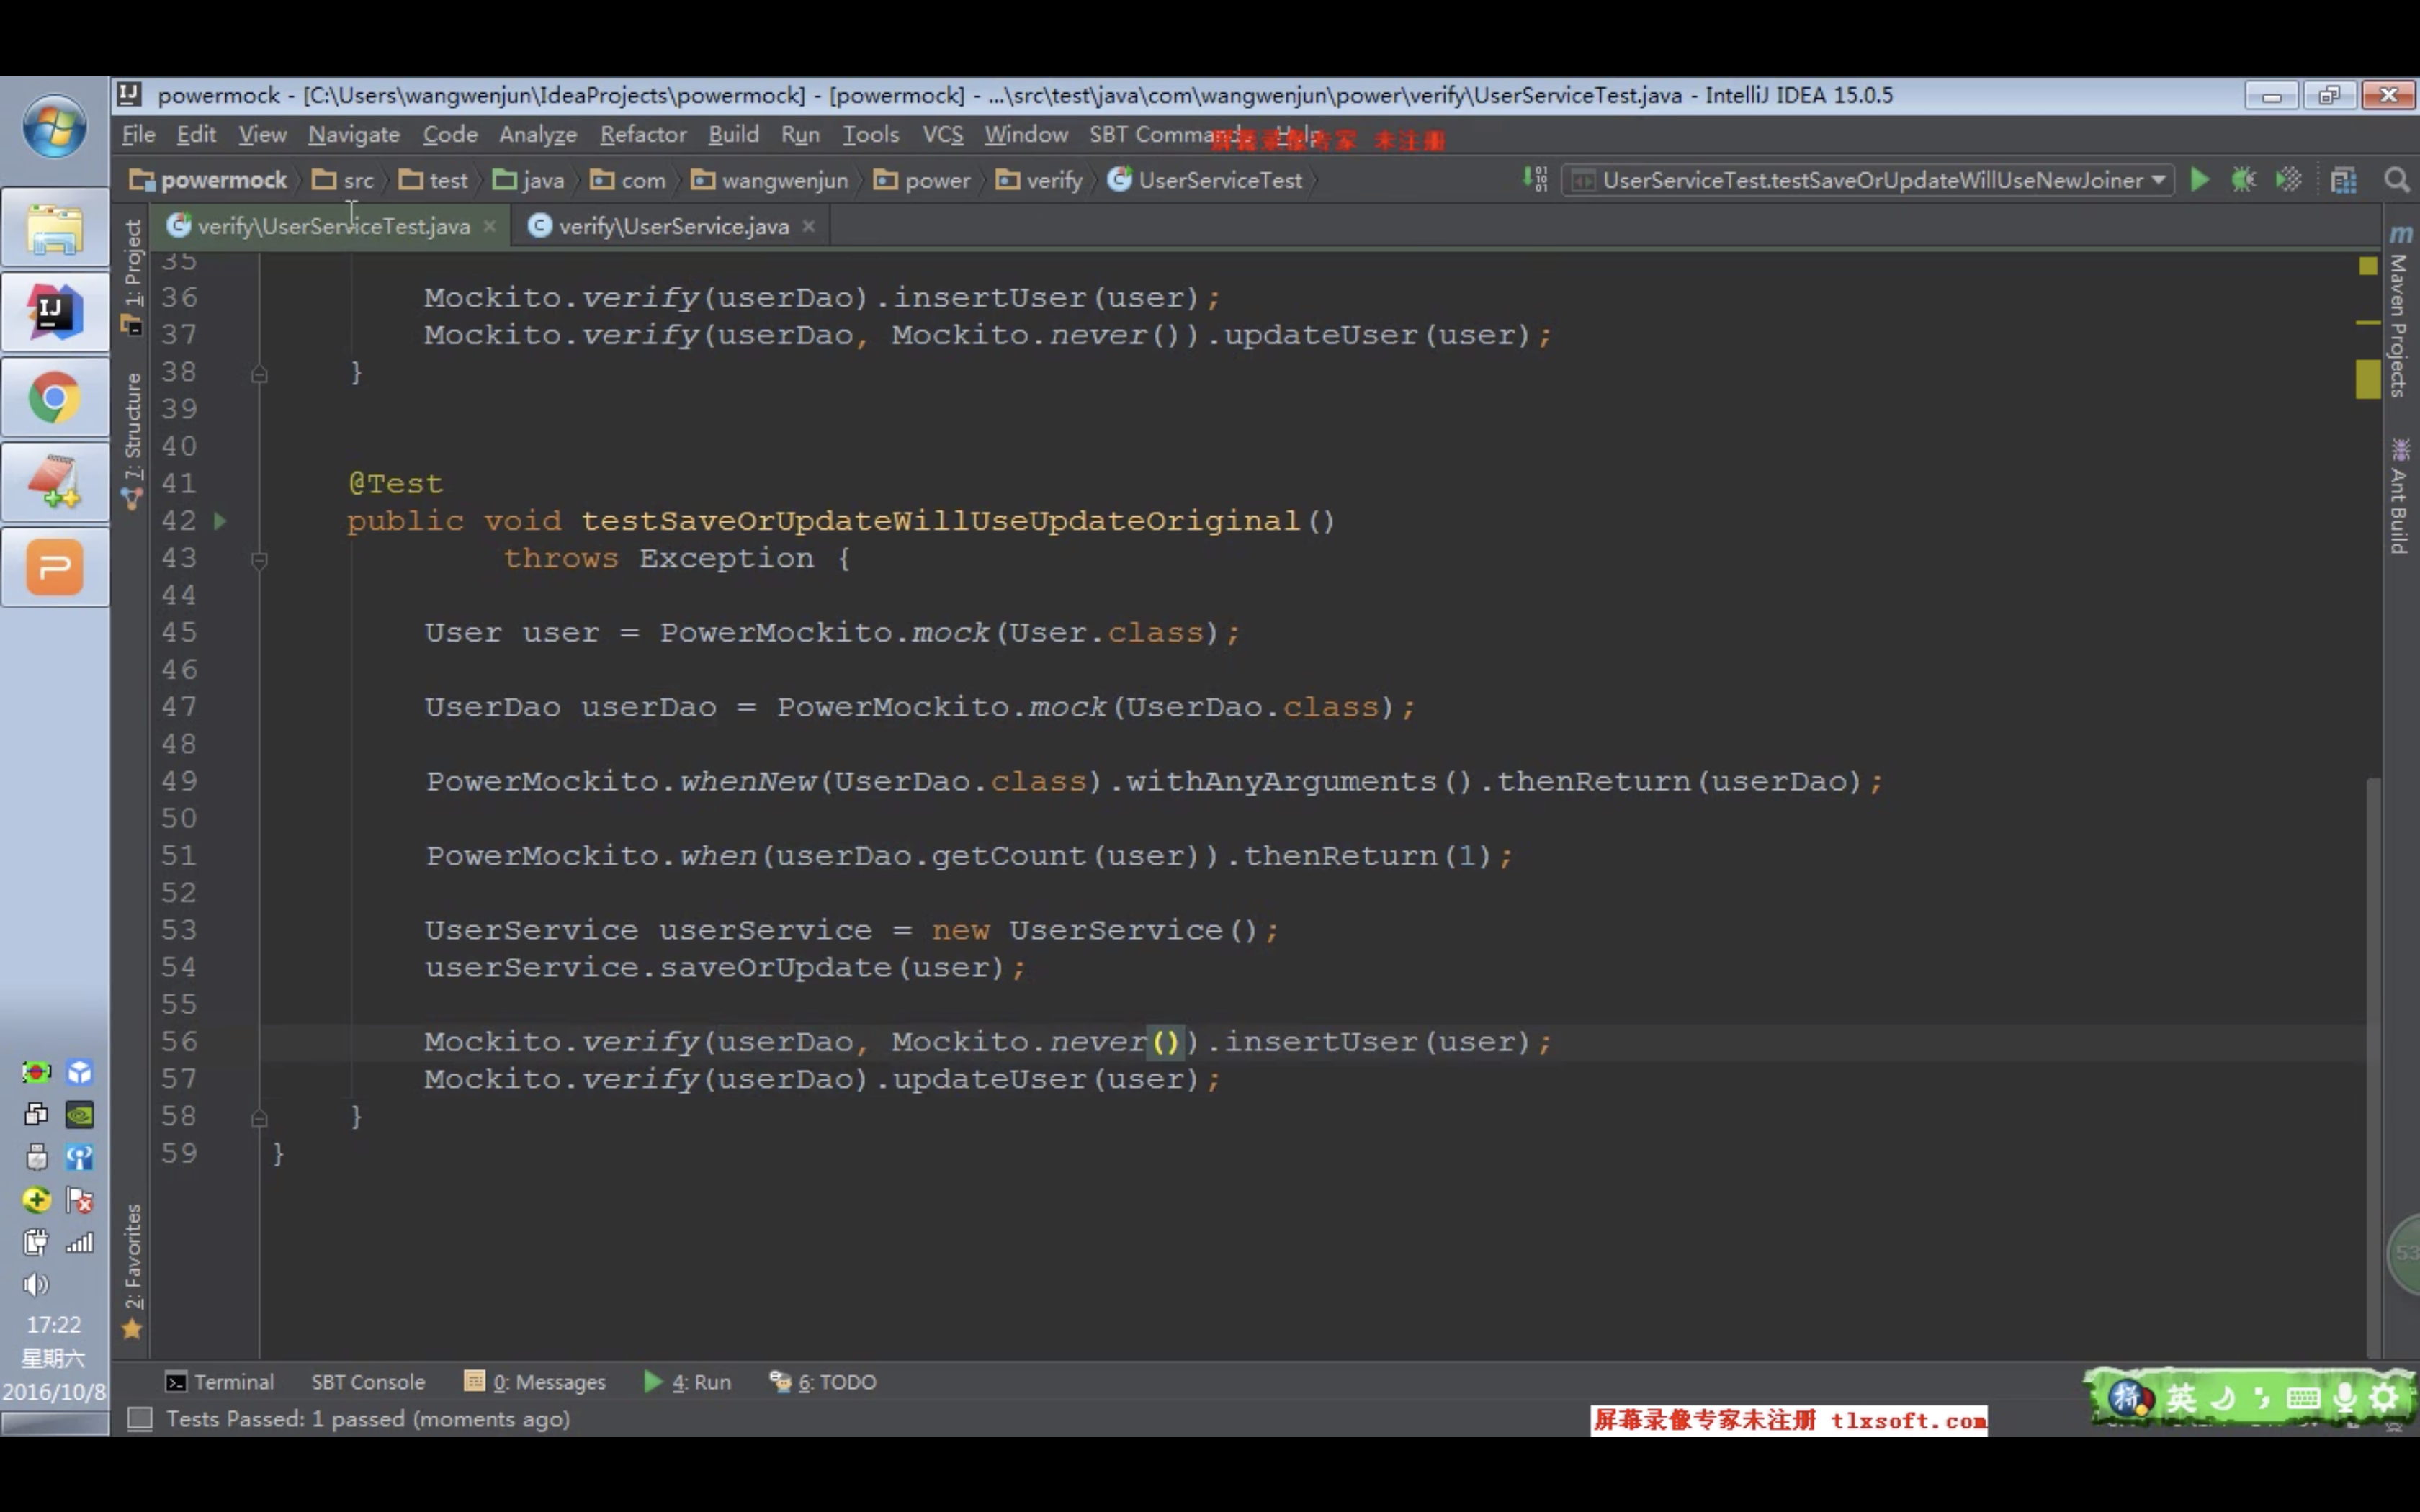 powermock - [C:\Users\wangwenjun\IdeaProjects\powermock] - [powermock] - ...\src\test\java\com\wangwenjun\power\verify\UserServiceTest.java - IntelliJ IDEA 15.0.5
File Edit View Navigate Code Analyze Refactor Build Run Tools VCS Window SBT Commands Help
屏幕录像专家 未注册
powermock src test java com wangwenjun power verify UserServiceTest UserServiceTest.testSaveOrUpdateWillUseNewJoiner
verify\UserServiceTest.java verify\UserService.java
1: Project
7: Structure
2: Favorites
Maven Projects
Ant Build
35
36 Mockito.verify(userDao).insertUser(user);
37 Mockito.verify(userDao, Mockito.never()).updateUser(user);
38 }
39
40
41 @Test
42 public void testSaveOrUpdateWillUseUpdateOriginal()
43 throws Exception {
44
45 User user = PowerMockito.mock(User.class);
46
47 UserDao userDao = PowerMockito.mock(UserDao.class);
48
49 PowerMockito.whenNew(UserDao.class).withAnyArguments().thenReturn(userDao);
50
51 PowerMockito.when(userDao.getCount(user)).thenReturn(1);
52
53 UserService userService = new UserService();
54 userService.saveOrUpdate(user);
55
56 Mockito.verify(userDao, Mockito.never()).insertUser(user);
57 Mockito.verify(userDao).updateUser(user);
58 }
59 }
53
17:22
星期六
2016/10/8
Terminal SBT Console 0: Messages 4: Run 6: TODO
Tests Passed: 1 passed (moments ago)
屏幕录像专家未注册 tlxsoft.com
拼 英